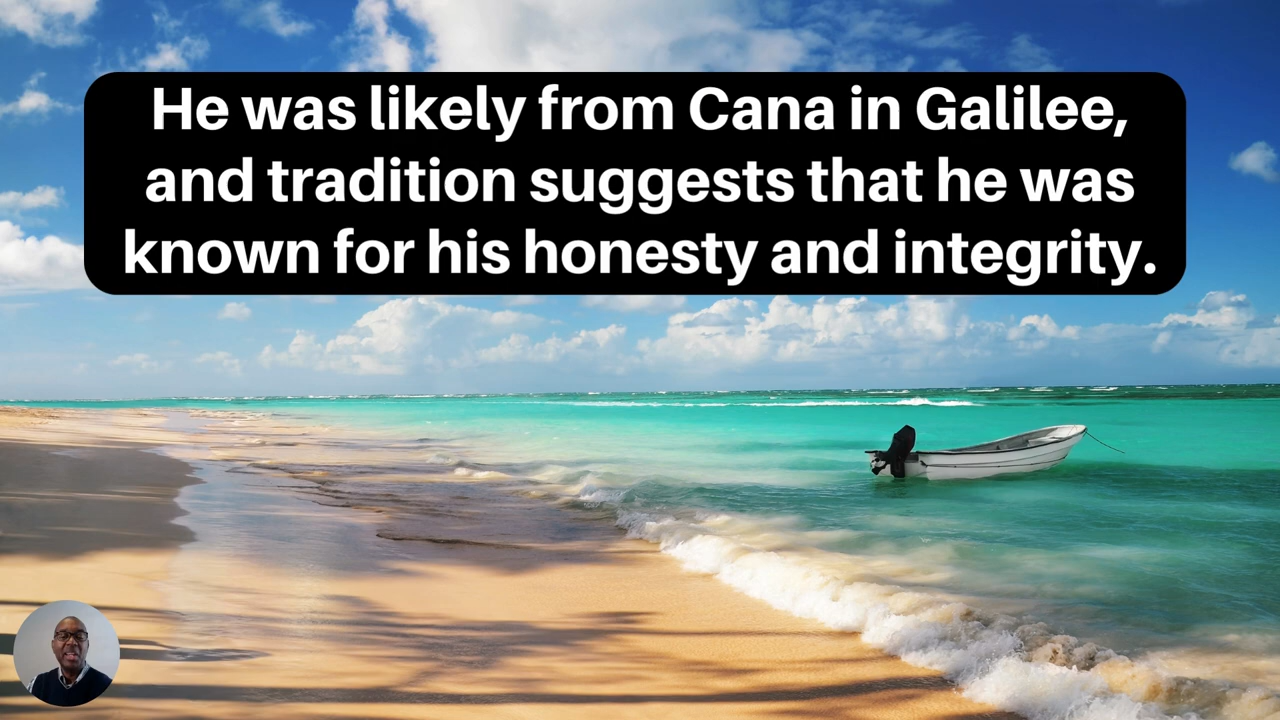 He was likely from Cana in Galilee,
and tradition suggests that he was
known for his honesty and integrity.